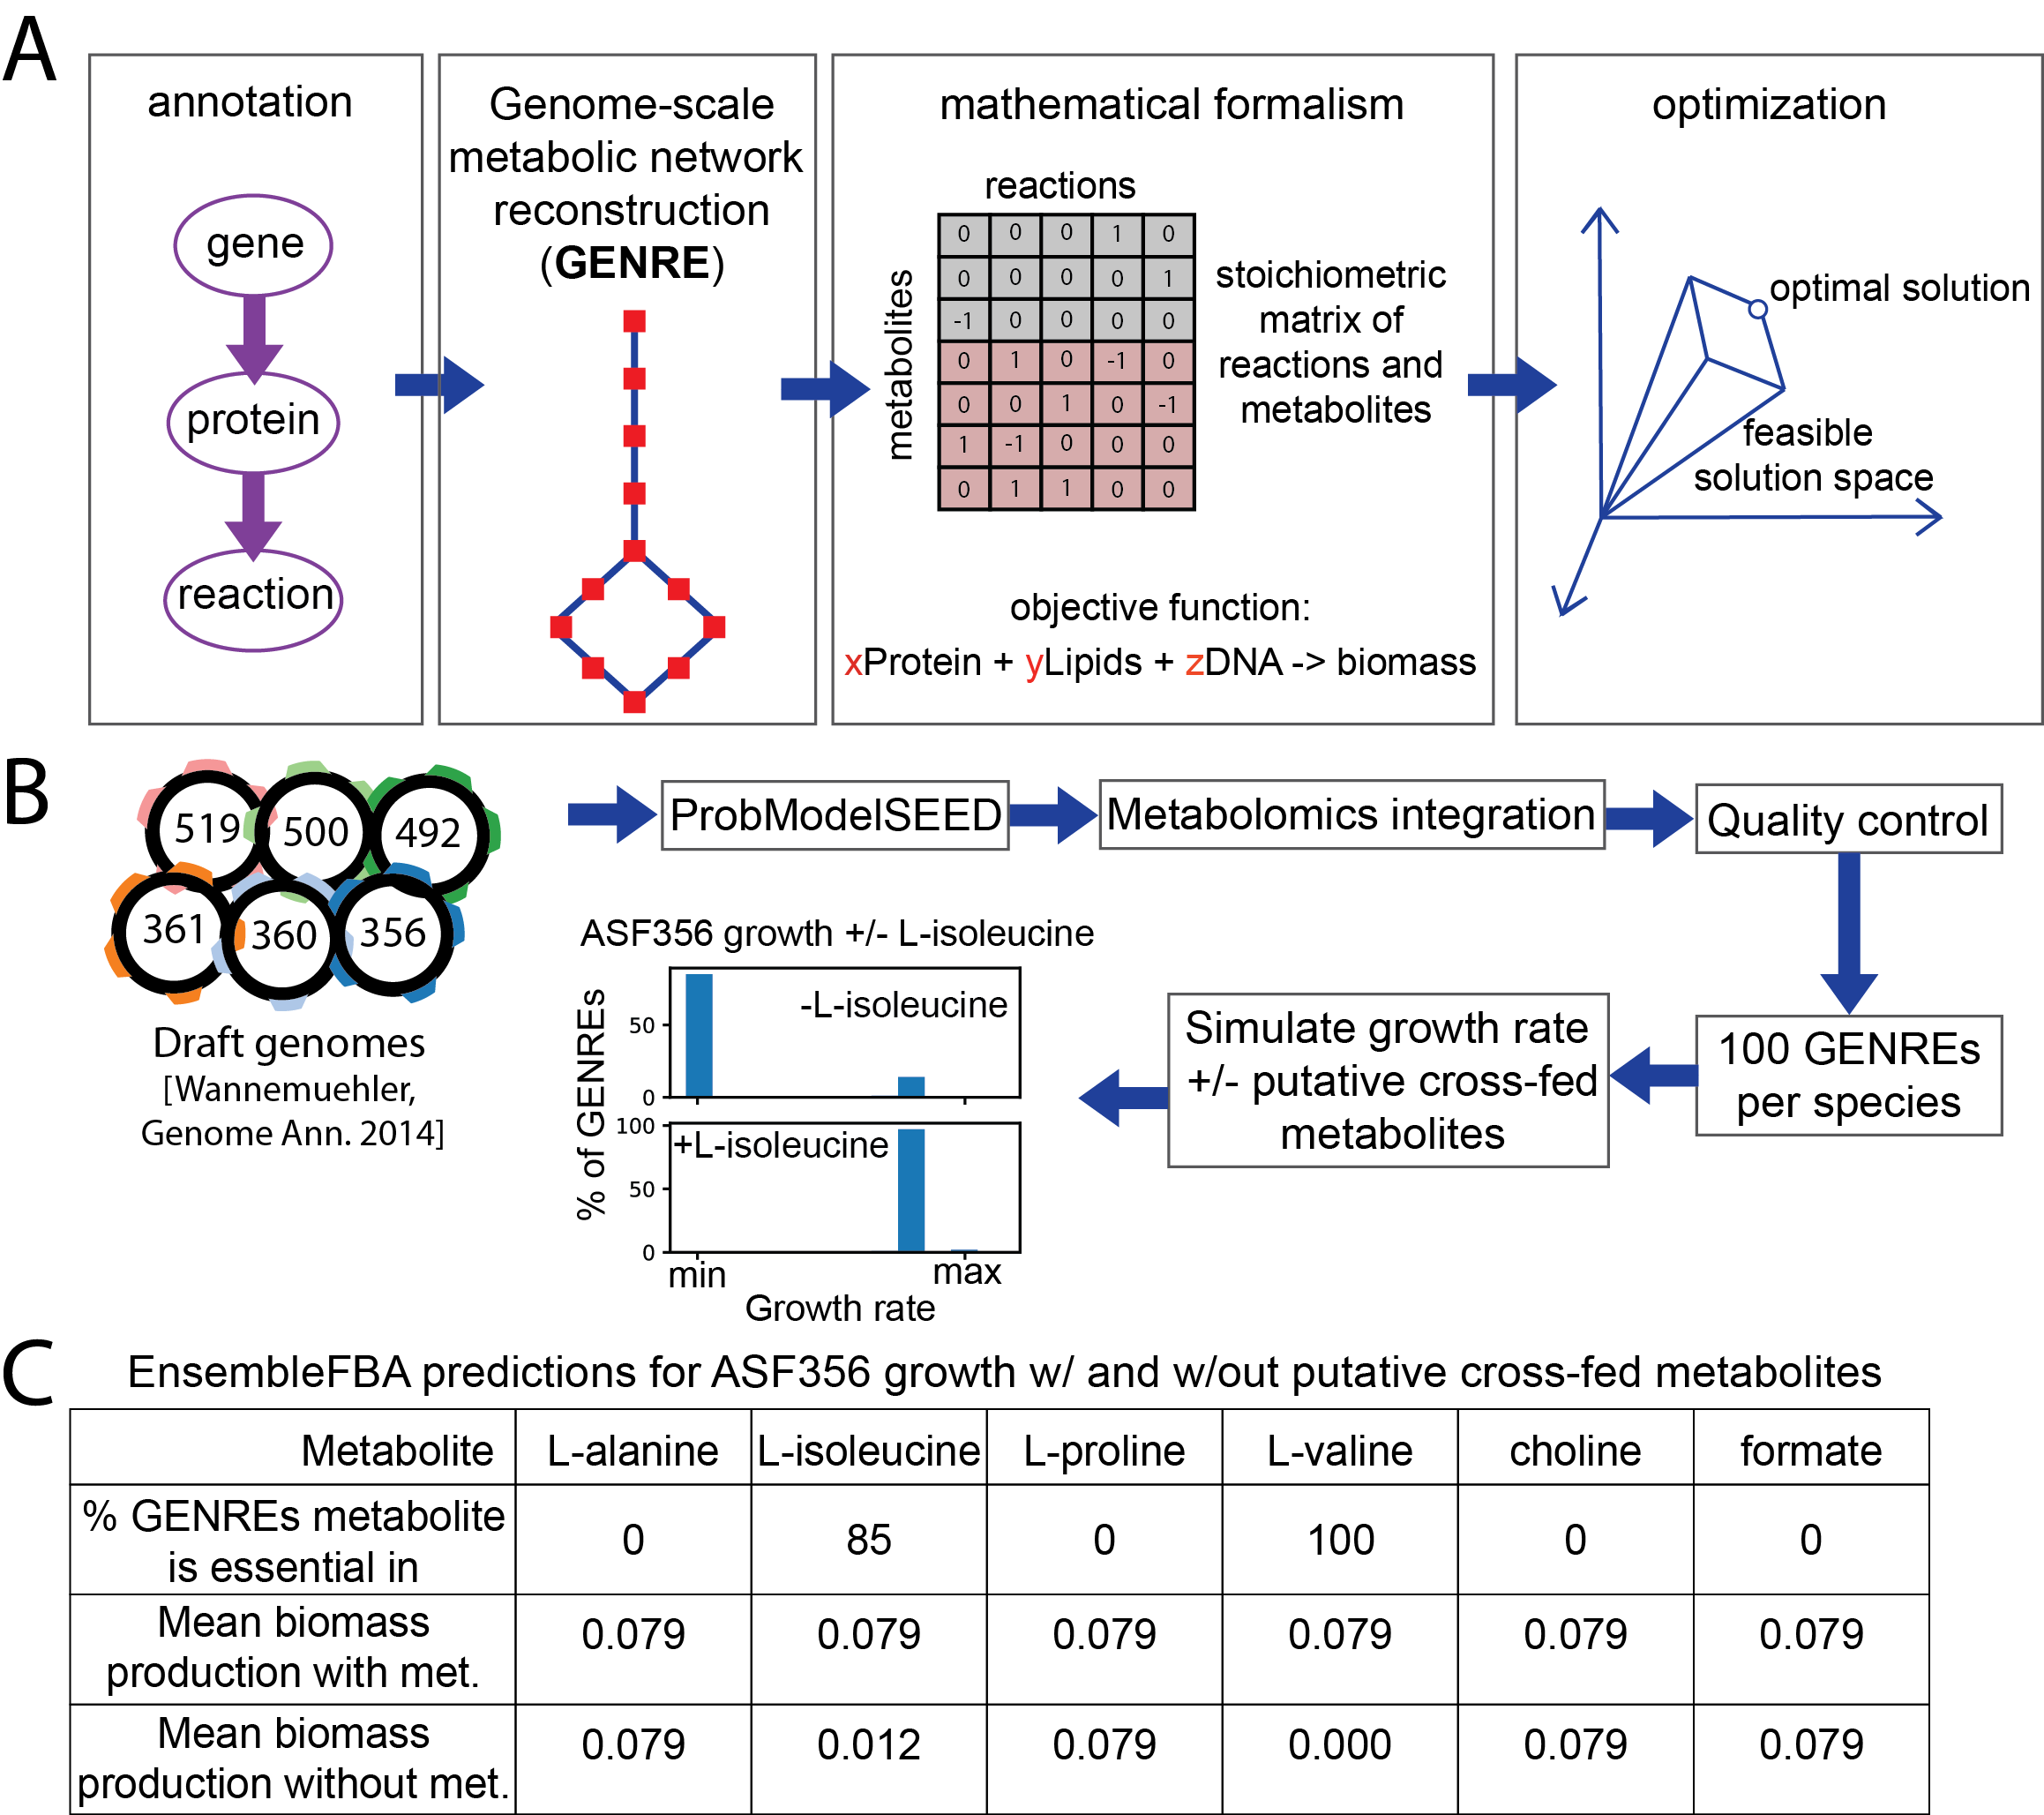 A
annotation
gene
protein
reaction
Genome-scale
metabolic network
reconstruction
(GENRE)
mathematical formalism
reactions
metabolites
0 0 0 1 0
0 0 0 0 1
-1 0 0 0 0
0 1 0 -1 0
0 0 1 0 -1
1 -1 0 0 0
0 1 1 0 0
stoichiometric
matrix of
reactions and
metabolites
objective function:
xProtein + yLipids + zDNA -> biomass
optimization
optimal solution
feasible
solution space
B
519 500 492
361 360 356
Draft genomes
[Wannemuehler,
Genome Ann. 2014]
ProbModelSEED
Metabolomics integration
Quality control
100 GENREs
per species
Simulate growth rate
+/- putative cross-fed
metabolites
ASF356 growth +/- L-isoleucine
% of GENREs
50
0
-L-isoleucine
100
50
0
+L-isoleucine
min max
Growth rate
C
EnsembleFBA predictions for ASF356 growth w/ and w/out putative cross-fed metabolites
Metabolite L-alanine L-isoleucine L-proline L-valine choline formate
% GENREs metabolite
is essential in
0 85 0 100 0 0
Mean biomass
production with met.
0.079 0.079 0.079 0.079 0.079 0.079
Mean biomass
production without met.
0.079 0.012 0.079 0.000 0.079 0.079